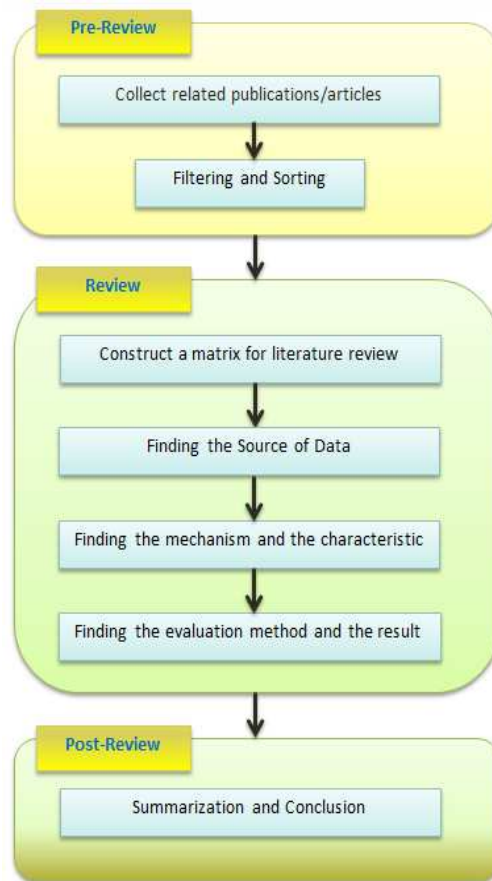 Pre-Review
Collect related publications/articles
Filtering and Sorting
Review
Construct a matrix for literature review
Finding the Source of Data
Finding the mechanism and the characteristic
Finding the evaluation method and the result
Post-Review
Summarization and Conclusion